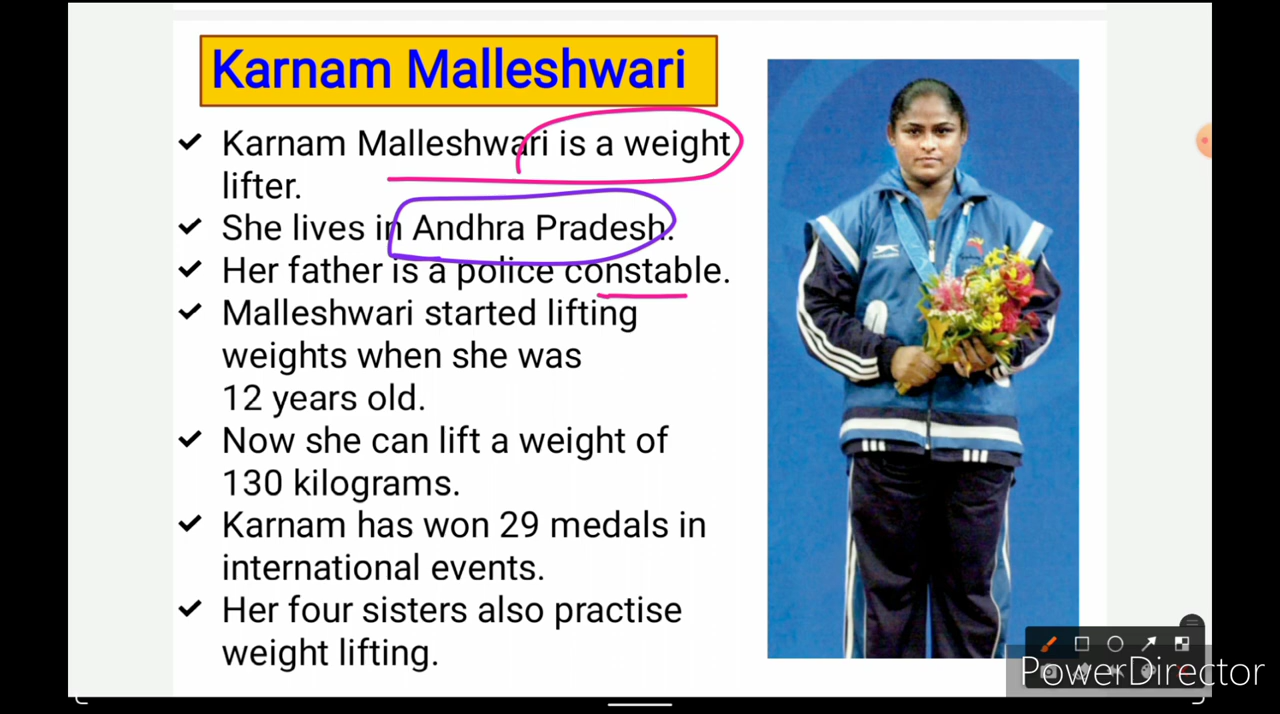 Karnam Malleshwari
✔ Karnam Malleshwari is a weight
lifter.
✔ She lives in Andhra Pradesh.
✔ Her father is a police constable.
✔ Malleshwari started lifting
weights when she was
12 years old.
✔ Now she can lift a weight of
130 kilograms.
✔ Karnam has won 29 medals in
international events.
✔ Her four sisters also practise
weight lifting.
PowerDirector